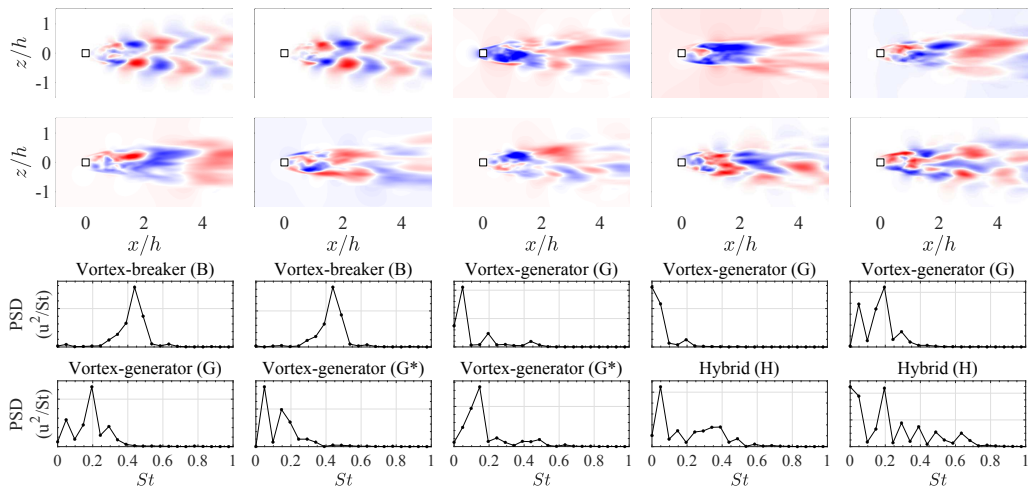 1
z/h
0
-1
1
z/h
0
-1
0 2 4 0 2 4 0 2 4 0 2 4 0 2 4
x/h x/h x/h x/h x/h
Vortex-breaker (B) Vortex-breaker (B) Vortex-generator (G) Vortex-generator (G) Vortex-generator (G)
PSD
(u²/St)
Vortex-generator (G) Vortex-generator (G*) Vortex-generator (G*) Hybrid (H) Hybrid (H)
PSD
(u²/St)
0 0.2 0.4 0.6 0.8 1 0 0.2 0.4 0.6 0.8 1 0 0.2 0.4 0.6 0.8 1 0 0.2 0.4 0.6 0.8 1 0 0.2 0.4 0.6 0.8 1
St St St St St